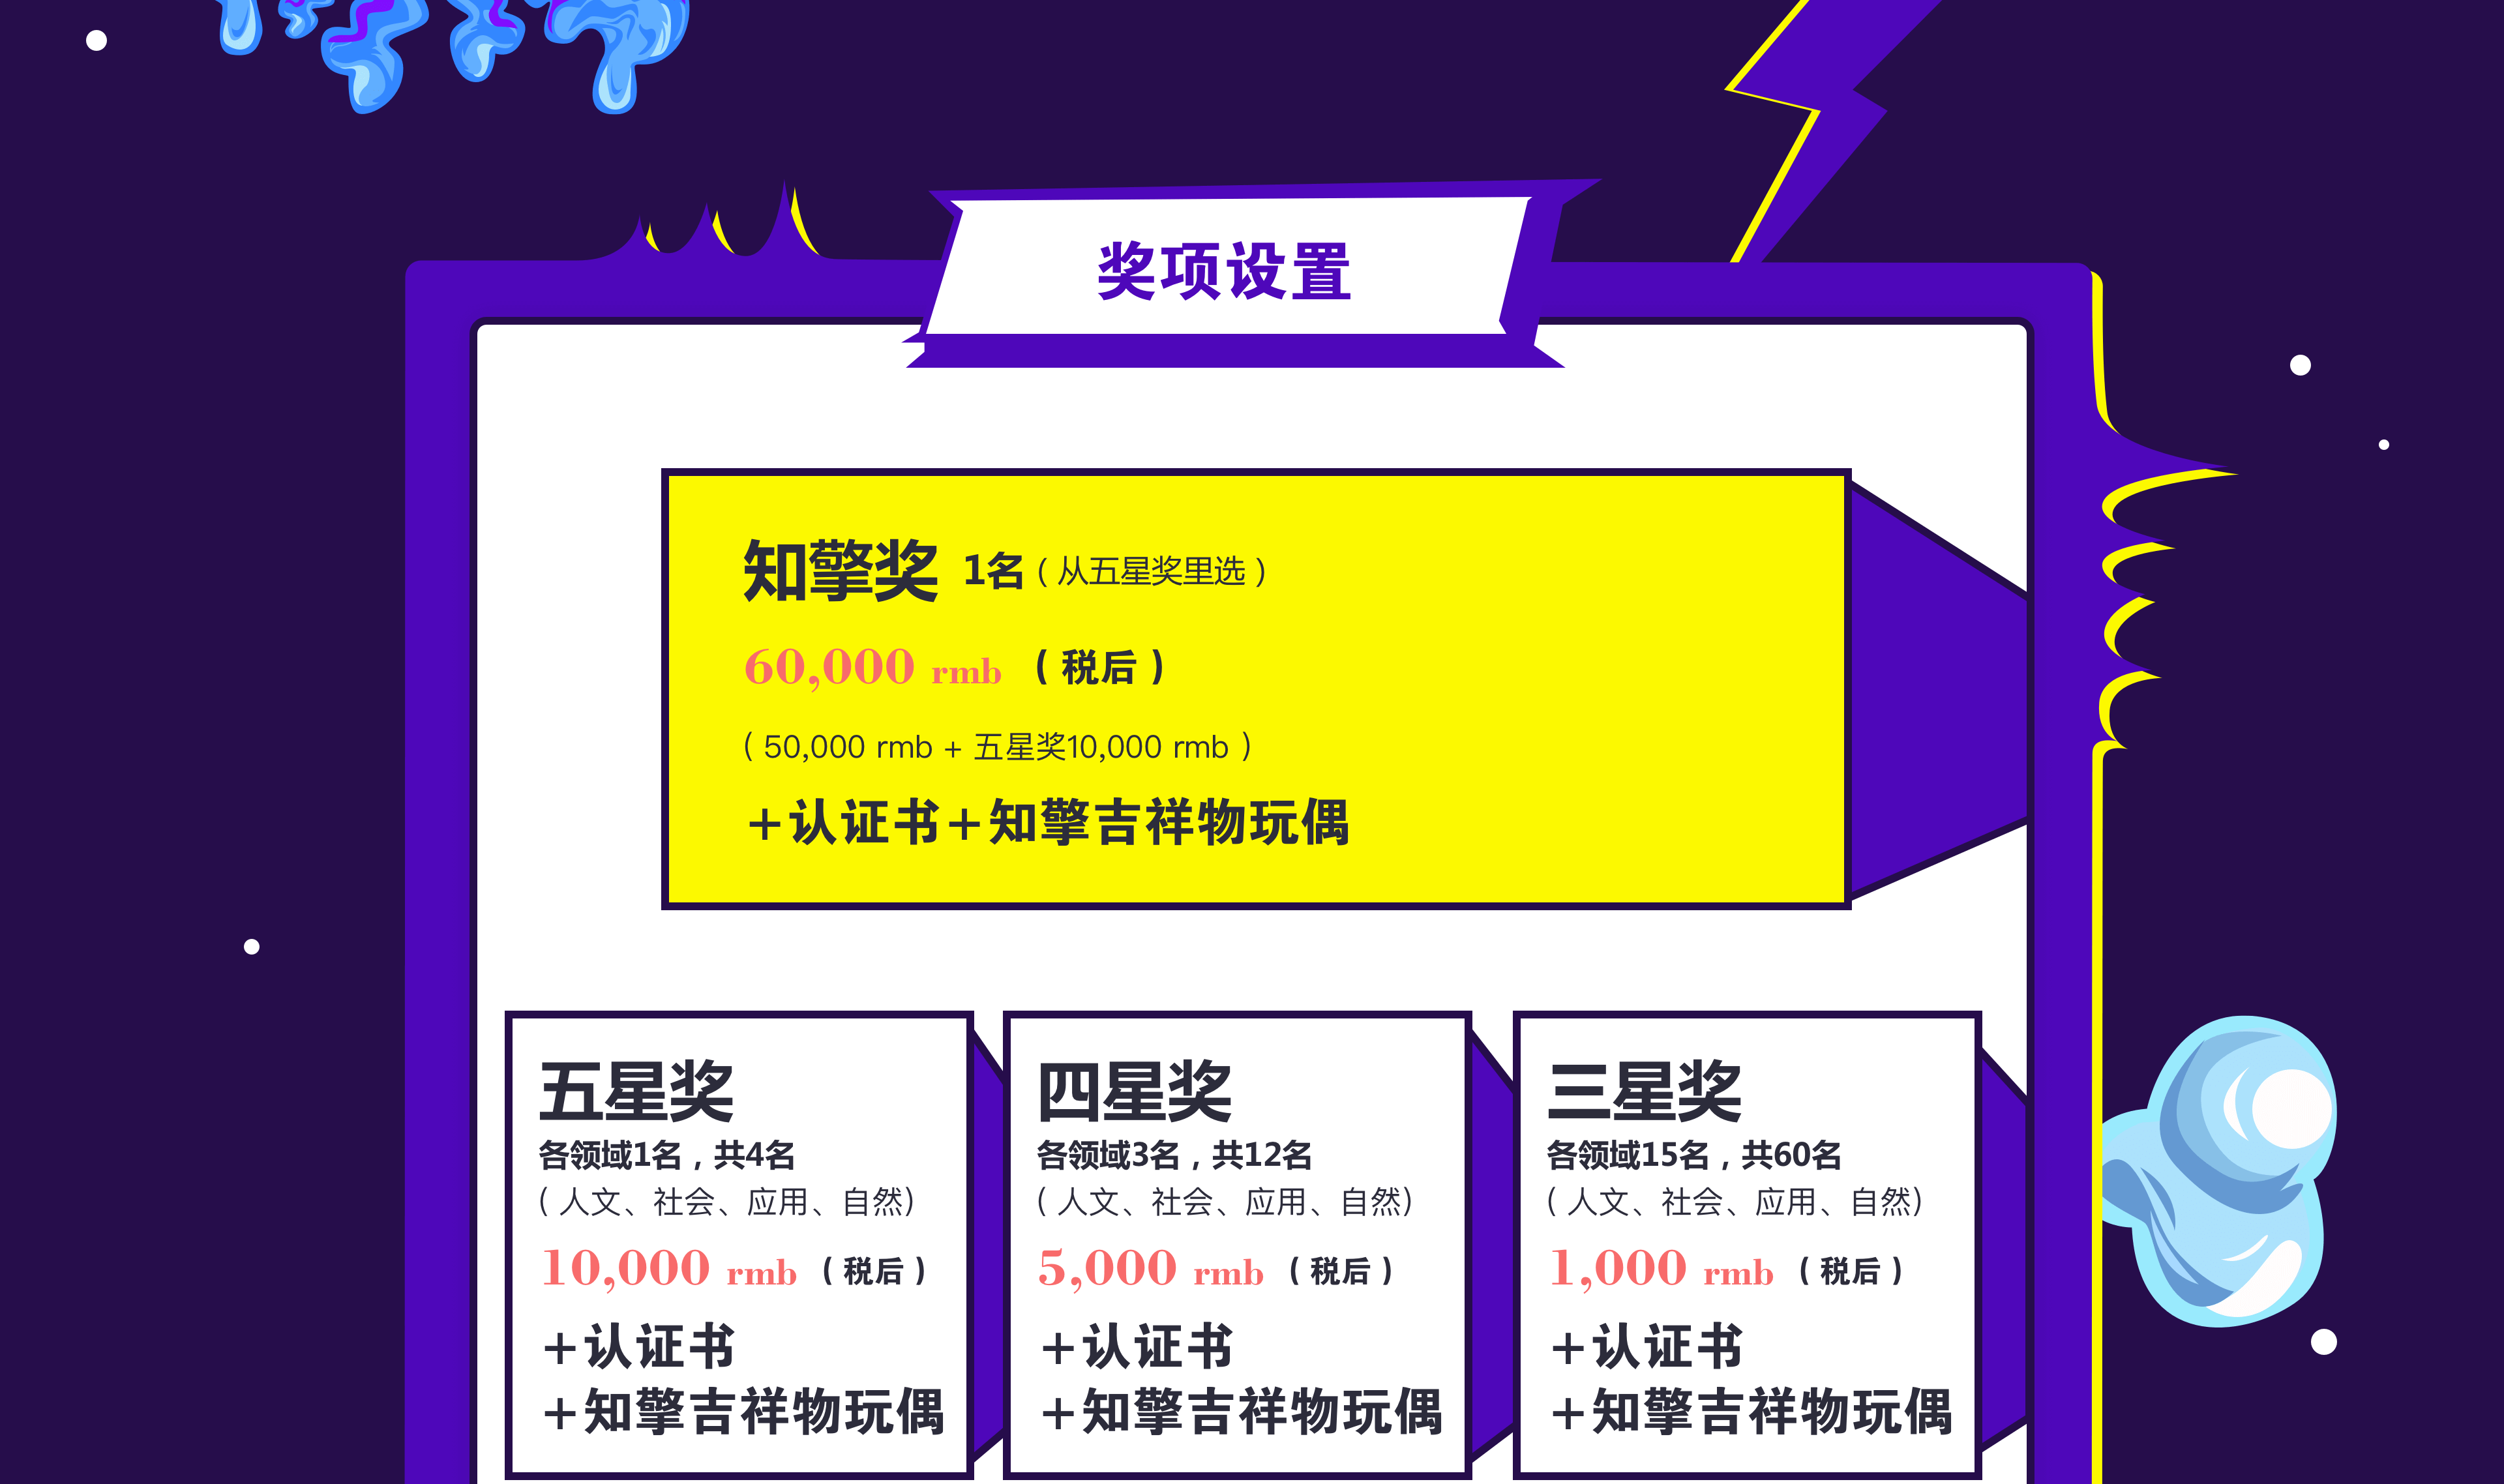 奖项设置
知擎奖 1名（从五星奖里选）
60,000 rmb （税后）
（50,000 rmb + 五星奖10,000 rmb）
+认证书+知擎吉祥物玩偶
五星奖
各领域1名，共4名
（人文、社会、应用、自然）
10,000 rmb （税后）
+认证书
+知擎吉祥物玩偶
四星奖
各领域3名，共12名
（人文、社会、应用、自然）
5,000 rmb （税后）
+认证书
+知擎吉祥物玩偶
三星奖
各领域15名，共60名
（人文、社会、应用、自然）
1,000 rmb （税后）
+认证书
+知擎吉祥物玩偶